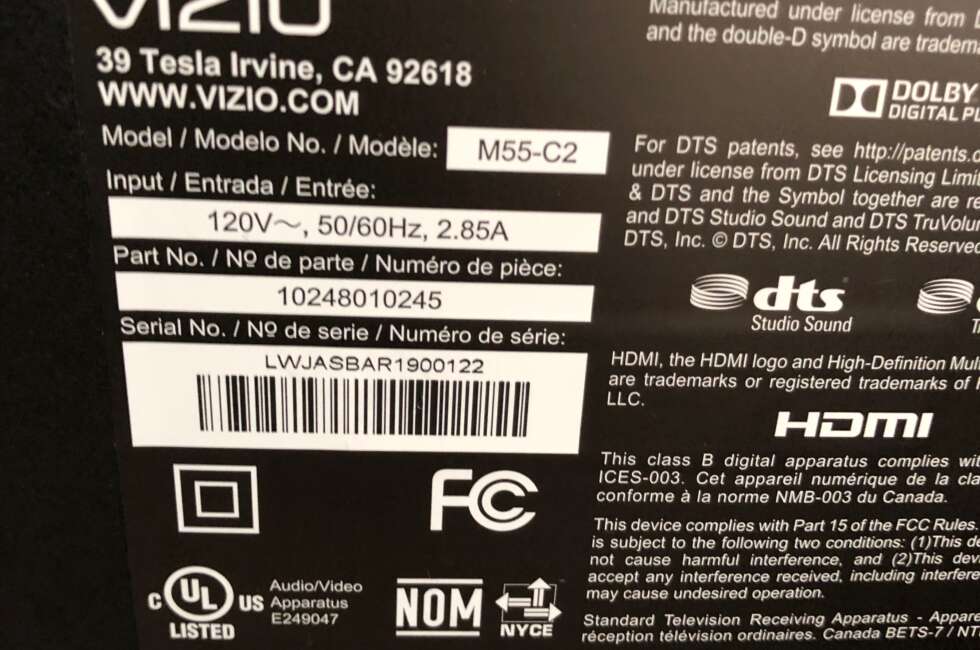 VIZIO
39 Tesla Irvine, CA 92618
WWW.VIZIO.COM
Model / Modelo No. / Modèle: M55-C2
Input / Entrada / Entrée:
120V～, 50/60Hz, 2.85A
Part No. / Nº de parte / Numéro de pièce:
10248010245
Serial No. / Nº de serie / Numéro de série:
LWJASBAR1900122
FC
C UL US
LISTED
Audio/Video
Apparatus
E249047
NOM
NYCE
Manufactured under license from
and the double-D symbol are
DOLBY
DIGITAL
For DTS patents, see
under license from DTS Licensing
& DTS and the Symbol together are
and DTS Studio Sound and DTS
DTS, Inc. © DTS, Inc. All Rights
dts
Studio Sound
HDMI, the HDMI logo and High-Definition
are trademarks or registered trademarks of
LLC.
HDMI
This class B digital apparatus complies
ICES-003. Cet appareil numérique de la
conforme à la norme NMB-003 du Canada.
This device complies with Part 15 of the FCC Rules.
is subject to the following two conditions: (1)This
not cause harmful interference, and (2)This
accept any interference received, including
may cause undesired operation.
Standard Television Receiving Apparatus -
réception télévision ordinaires. Canada BETS-7 /